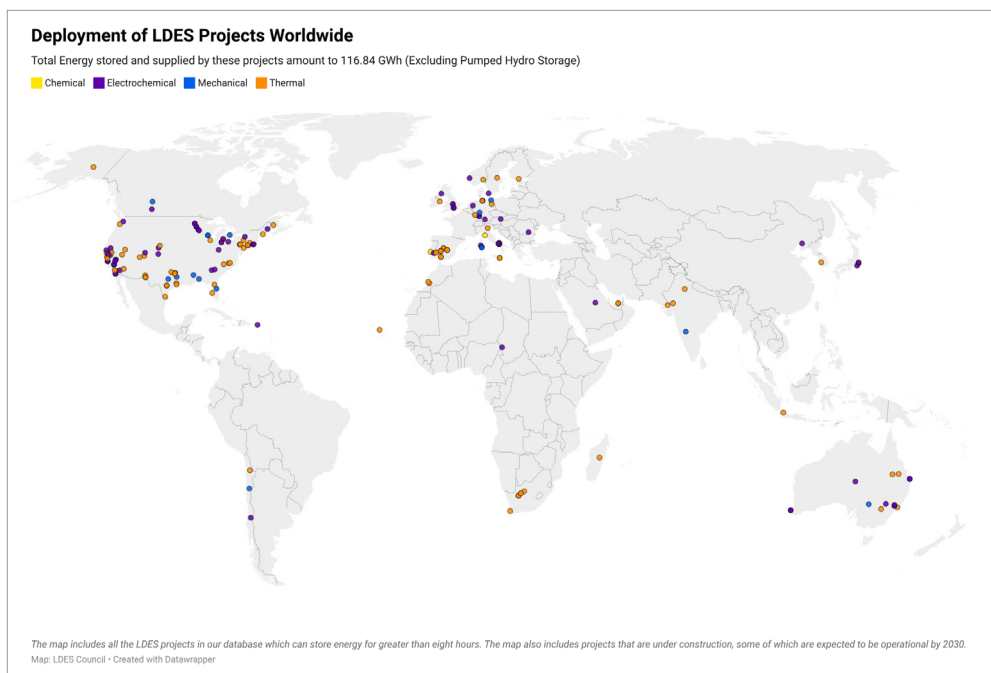 Deployment of LDES Projects Worldwide
Total Energy stored and supplied by these projects amount to 116.84 GWh (Excluding Pumped Hydro Storage)
Chemical Electrochemical Mechanical Thermal
The map includes all the LDES projects in our database which can store energy for greater than eight hours. The map also includes projects that are under construction, some of which are expected to be operational by 2030.
Map: LDES Council • Created with Datawrapper